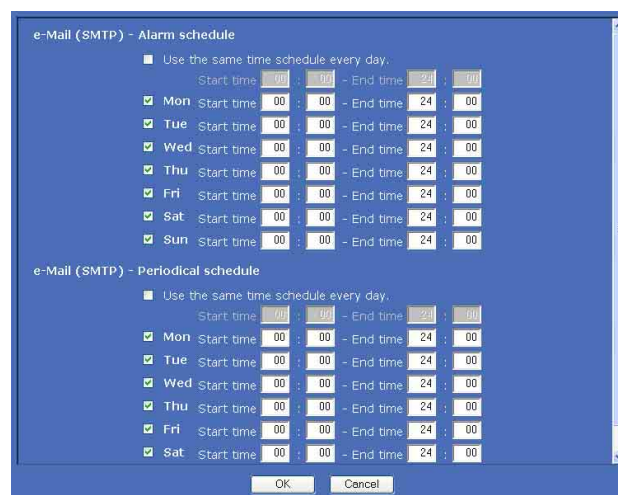 e-Mail (SMTP) - Alarm schedule
Use the same time schedule every day.
Start time 00 : 00 - End time 24 : 00
Mon Start time 00 : 00 - End time 24 : 00
Tue Start time 00 : 00 - End time 24 : 00
Wed Start time 00 : 00 - End time 24 : 00
Thu Start time 00 : 00 - End time 24 : 00
Fri Start time 00 : 00 - End time 24 : 00
Sat Start time 00 : 00 - End time 24 : 00
Sun Start time 00 : 00 - End time 24 : 00
e-Mail (SMTP) - Periodical schedule
Use the same time schedule every day.
Start time 00 : 00 - End time 24 : 00
Mon Start time 00 : 00 - End time 24 : 00
Tue Start time 00 : 00 - End time 24 : 00
Wed Start time 00 : 00 - End time 24 : 00
Thu Start time 00 : 00 - End time 24 : 00
Fri Start time 00 : 00 - End time 24 : 00
Sat Start time 00 : 00 - End time 24 : 00
OK Cancel